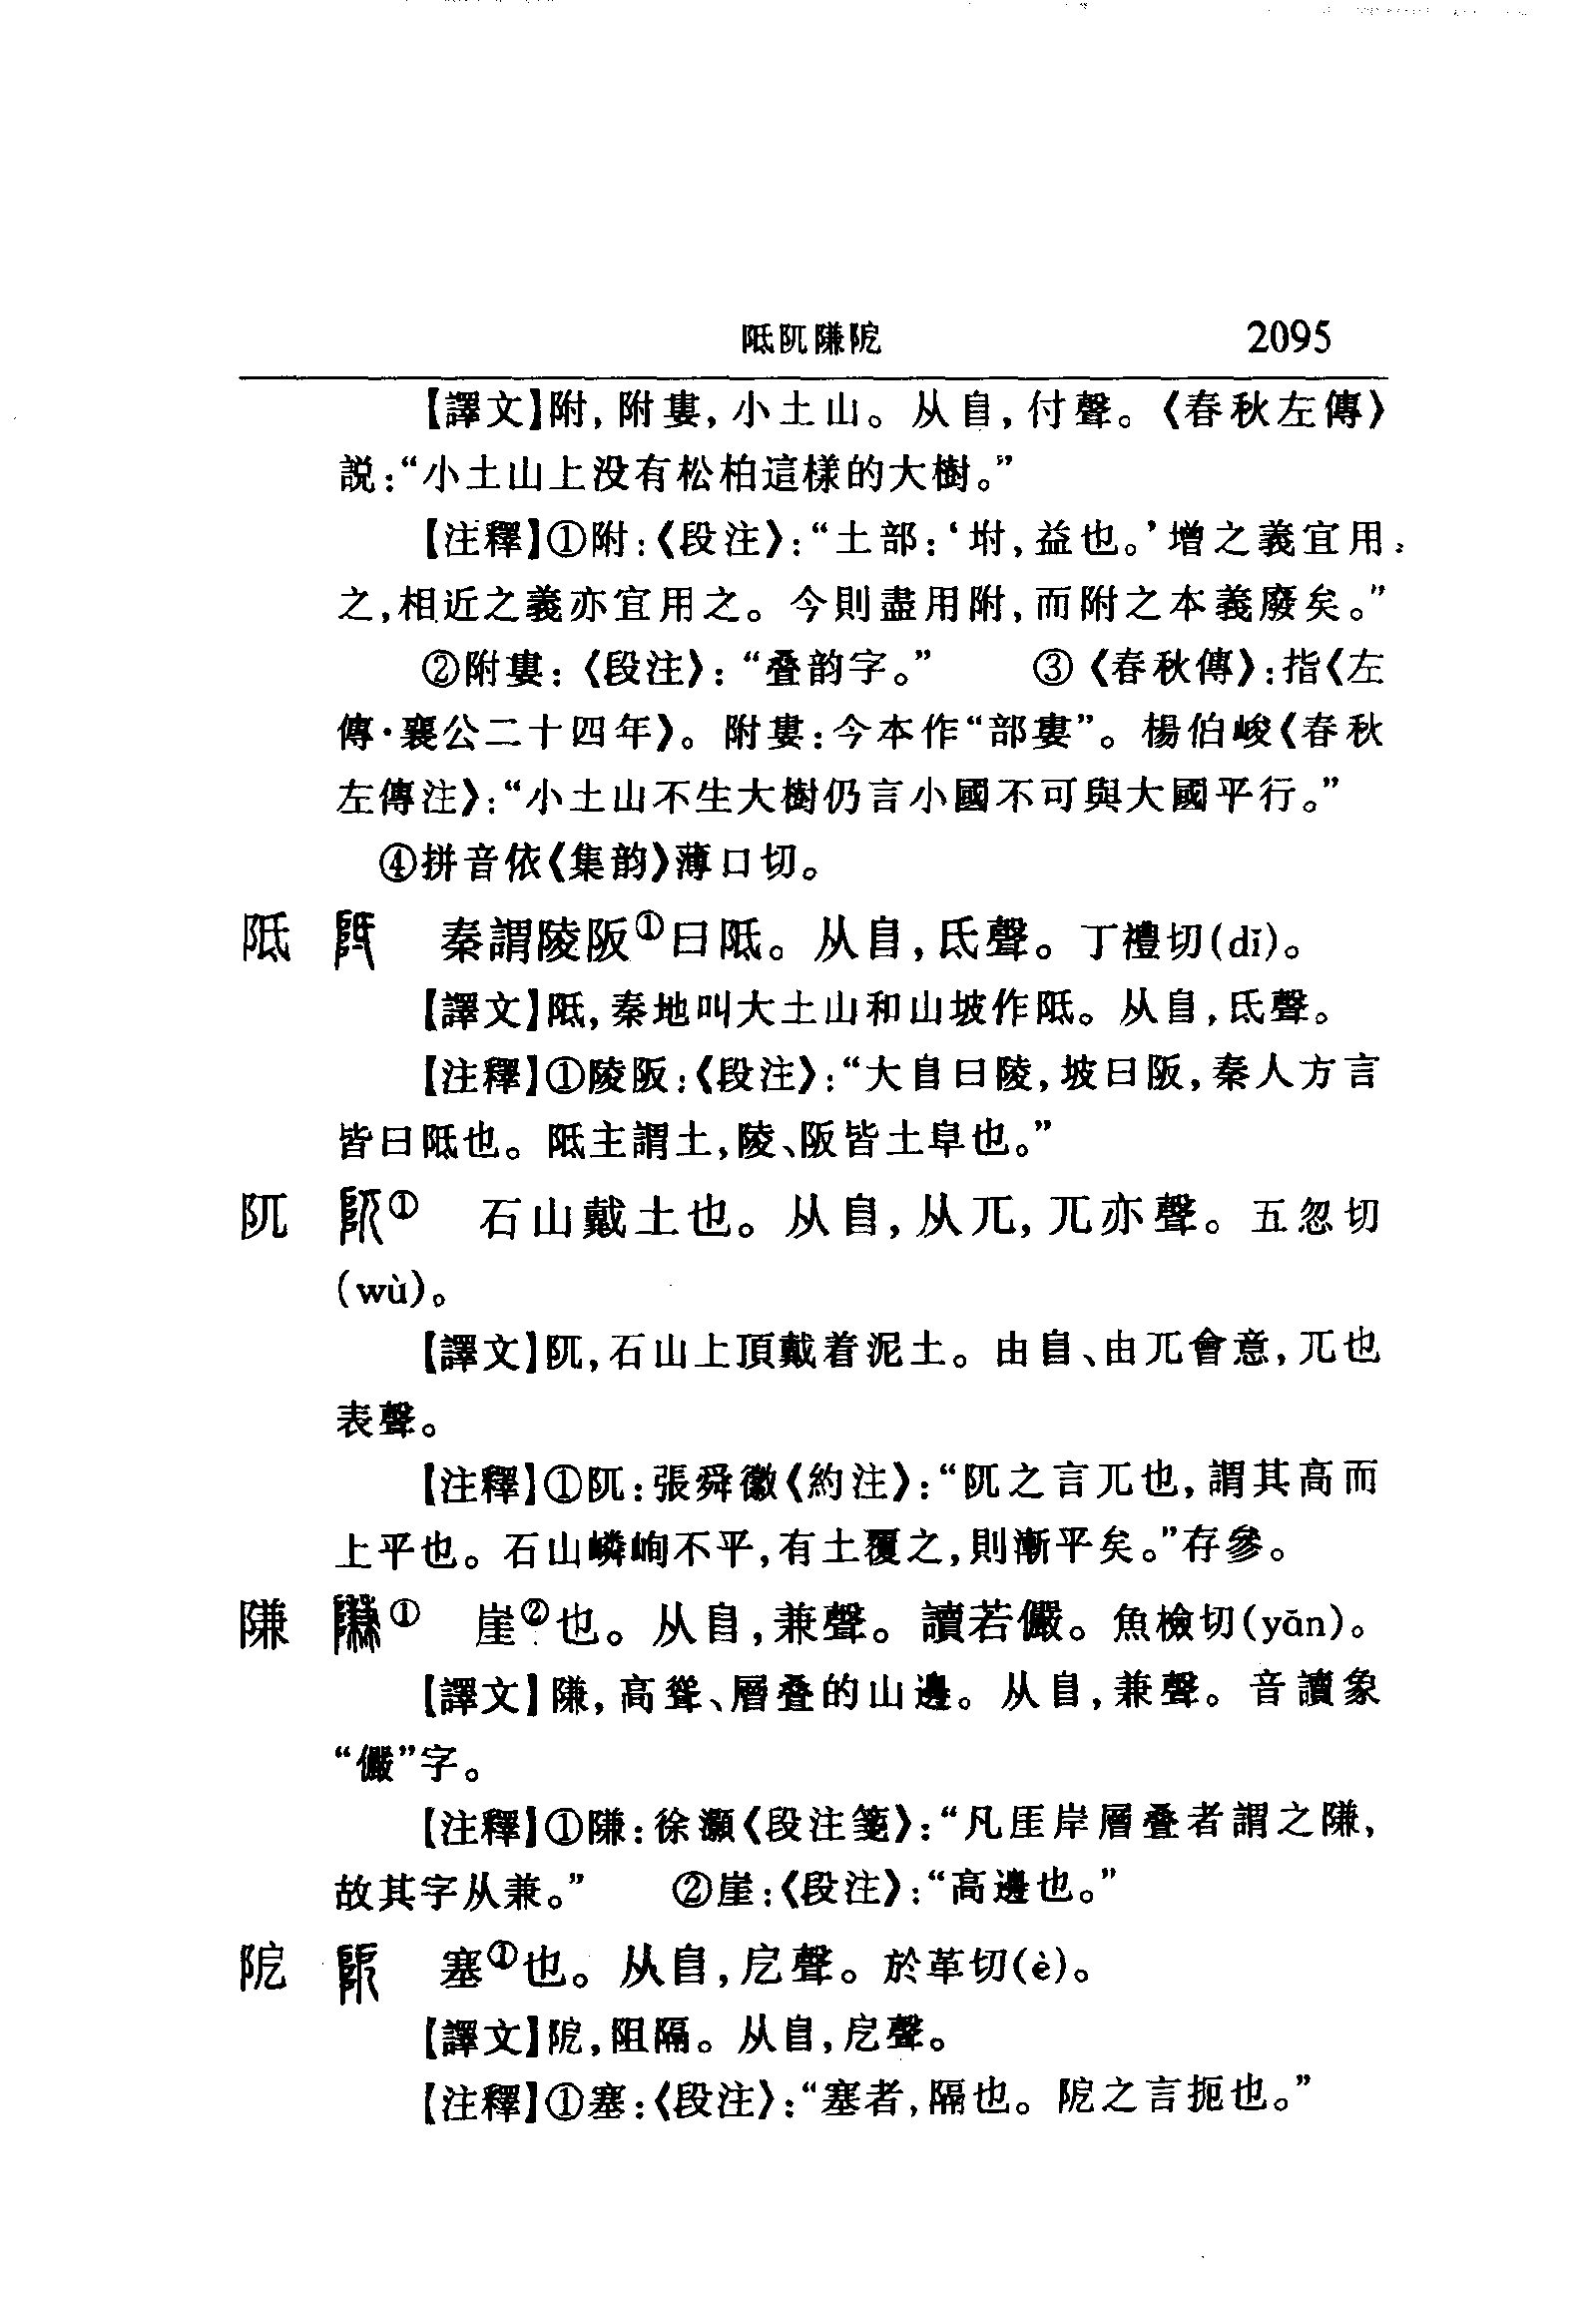 阺阢隒阸 2095
【譯文】附,附婁,小土山。从𨸏,付聲。《春秋左傳》
説:“小土山上没有松柏這樣的大樹。”
【注釋】①附:《段注》:“土部:‘坿,益也。’增之義宜用
之,相近之義亦宜用之。今則盡用附,而附之本義廢矣。”
②附婁:《段注》:“叠韵字。” ③《春秋傳》:指《左
傳·襄公二十四年》。附婁:今本作“部婁”。楊伯峻《春秋
左傳注》:“小土山不生大樹仍言小國不可與大國平行。”
④拼音依《集韵》薄口切。
阺 秦謂陵阪①曰阺。从𨸏,氐聲。丁禮切(dǐ)。
【譯文】阺,秦地叫大土山和山坡作阺。从𨸏,氐聲。
【注釋】①陵阪:《段注》:“大𨸏曰陵,坡曰阪,秦人方言
皆曰阺也。阺主謂土,陵、阪皆土阜也。”
阢 ① 石山戴土也。从𨸏,从兀,兀亦聲。五忽切
(wù)。
【譯文】阢,石山上頂戴着泥土。由𨸏、由兀會意,兀也
表聲。
【注釋】①阢:張舜徽《約注》:“阢之言兀也,謂其高而
上平也。石山嶙峋不平,有土覆之,則漸平矣。”存參。
隒 ① 崖②也。从𨸏,兼聲。讀若儼。魚檢切(yǎn)。
【譯文】隒,高聳、層叠的山邊。从𨸏,兼聲。音讀象
“儼”字。
【注釋】①隒:徐灝《段注箋》:“凡厓岸層叠者謂之隒,
故其字从兼。” ②崖:《段注》:“高邊也。”
阸 塞①也。从𨸏,戹聲。於革切(è)。
【譯文】阸,阻隔。从𨸏,戹聲。
【注釋】①塞:《段注》:“塞者,隔也。阸之言扼也。”